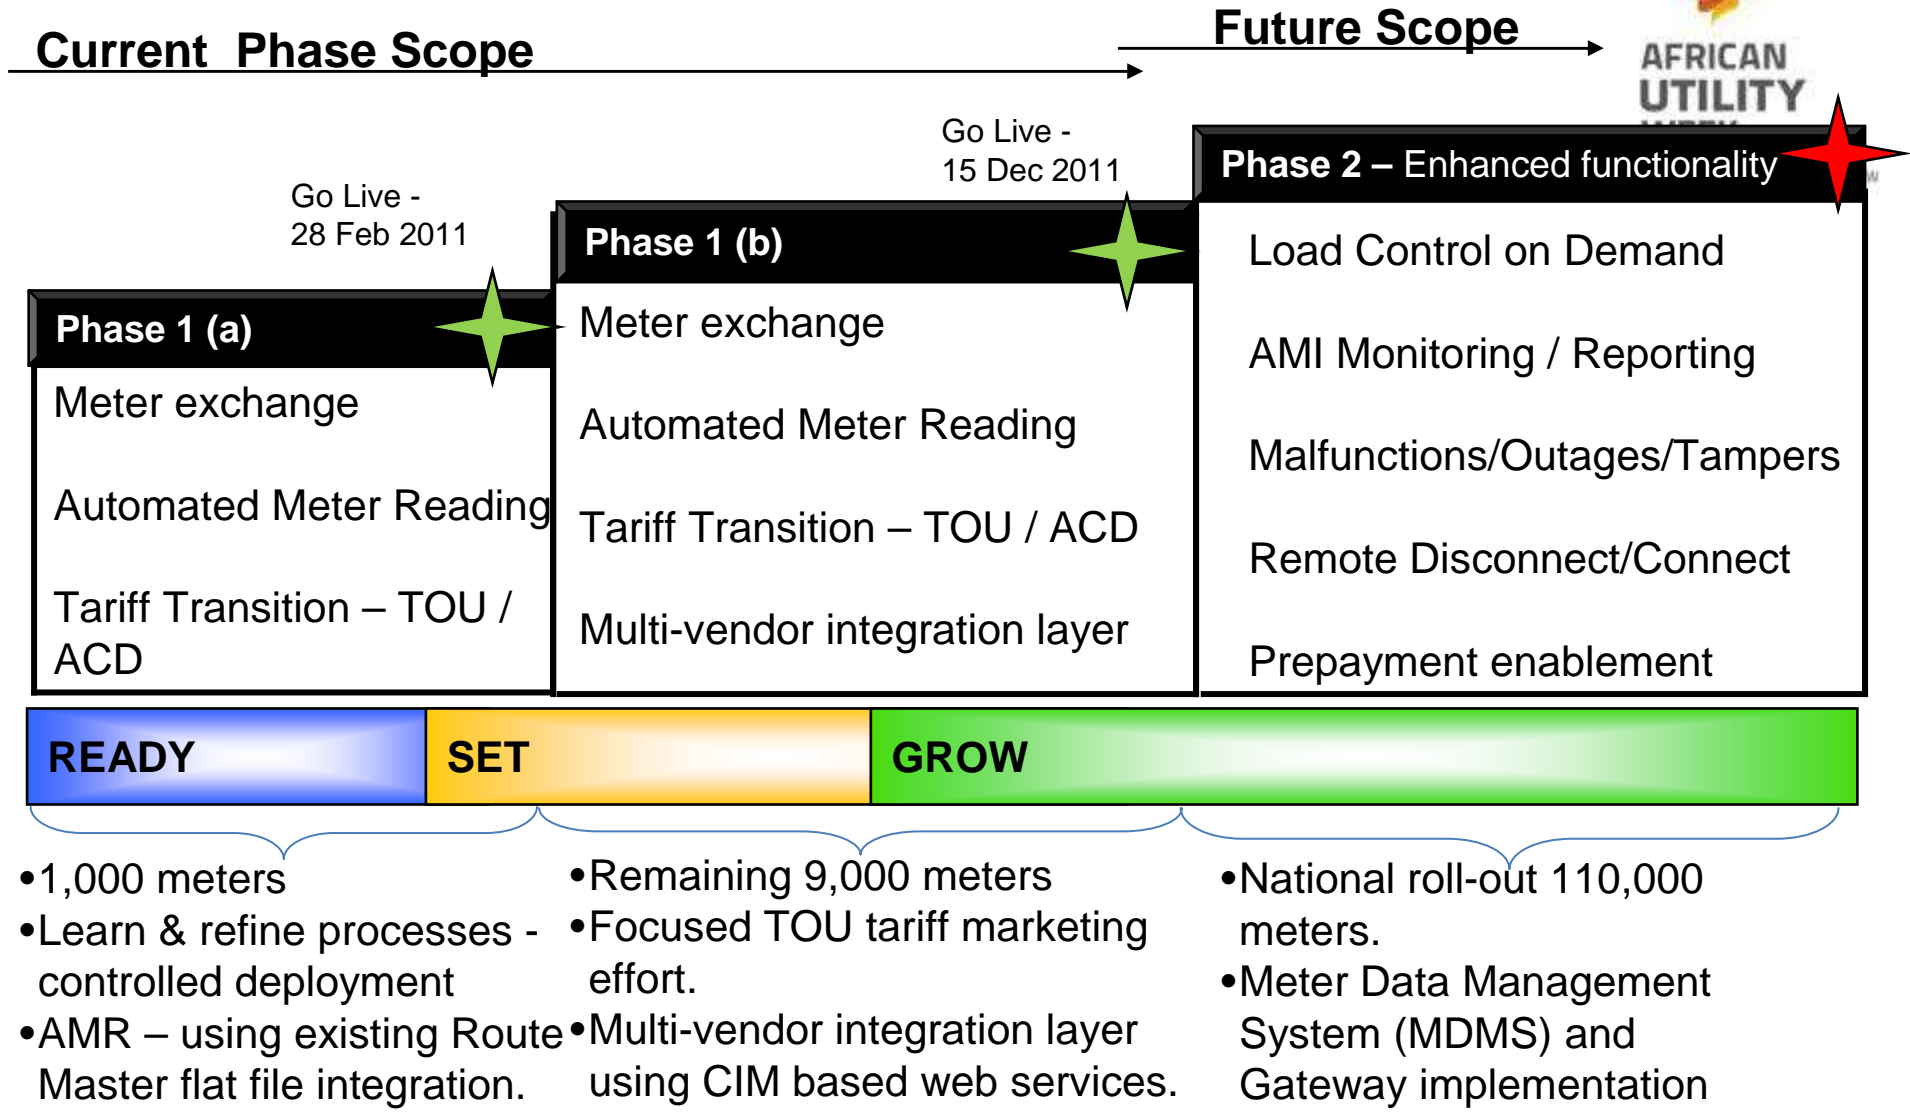 Current Phase Scope
Future Scope
AFRICAN
UTILITY
Go Live -
28 Feb 2011
Go Live -
15 Dec 2011
Phase 1 (a)
Meter exchange
Automated Meter Reading
Tariff Transition – TOU /
ACD
Phase 1 (b)
Meter exchange
Automated Meter Reading
Tariff Transition – TOU / ACD
Multi-vendor integration layer
Phase 2 – Enhanced functionality
Load Control on Demand
AMI Monitoring / Reporting
Malfunctions/Outages/Tampers
Remote Disconnect/Connect
Prepayment enablement
READY
SET
GROW
•1,000 meters
•Learn & refine processes -
controlled deployment
•AMR – using existing Route
Master flat file integration.
•Remaining 9,000 meters
•Focused TOU tariff marketing
effort.
•Multi-vendor integration layer
using CIM based web services.
•National roll-out 110,000
meters.
•Meter Data Management
System (MDMS) and
Gateway implementation